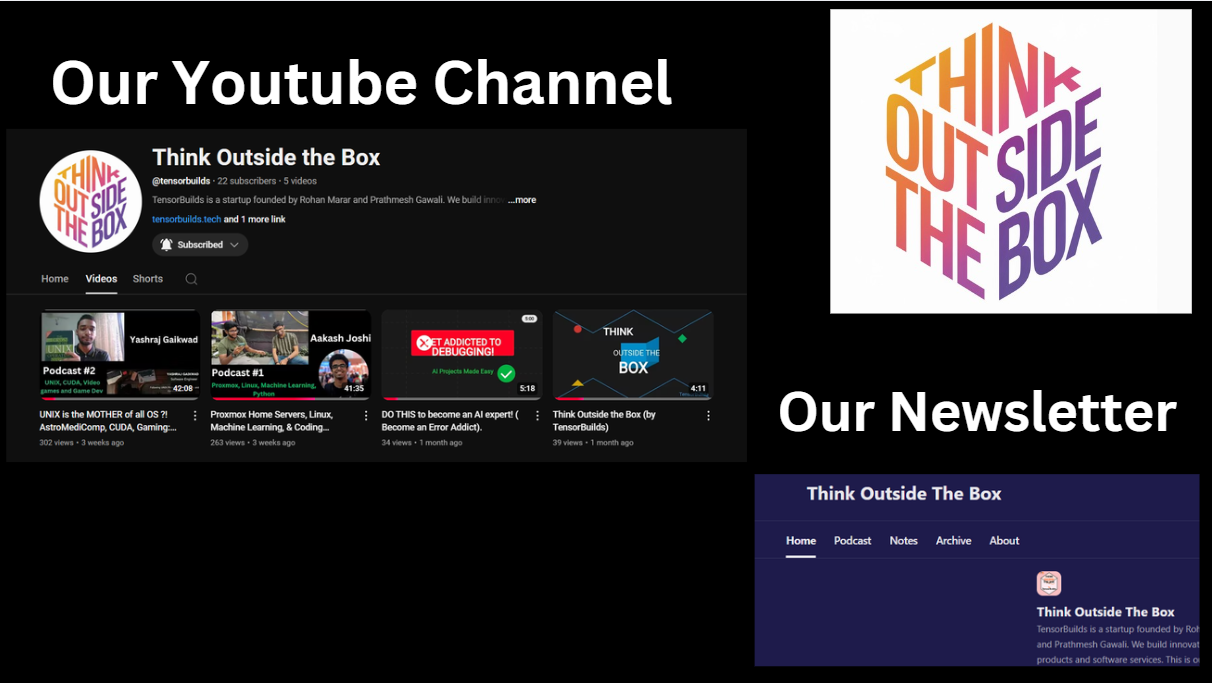 Our Youtube Channel
THINK
OUTSIDE
THE BOX
Think Outside the Box
@tensorbuilds · 22 subscribers · 5 videos
TensorBuilds is a startup founded by Rohan Marar and Prathmesh Gawali. We build inno ...more
tensorbuilds.tech and 1 more link
Subscribed
Home Videos Shorts
UNIX
Yashraj Gaikwad
Podcast #2
UNIX, CUDA, Video
games and Game Dev
42:08
UNIX is the MOTHER of all OS ?!
AstroMediComp, CUDA, Gaming:...
302 views • 3 weeks ago
Aakash Joshi
Podcast #1
Proxmox, Linux, Machine Learning,
Python
41:35
Proxmox Home Servers, Linux,
Machine Learning, & Coding...
263 views • 3 weeks ago
ET ADDICTED TO
DEBUGGING!
AI Projects Made Easy
5:18
DO THIS to become an AI expert! (
Become an Error Addict).
34 views • 1 month ago
THINK
OUTSIDE THE
BOX
4:11
Think Outside the Box (by
TensorBuilds)
39 views • 1 month ago
THINK
OUTSIDE
THE BOX
Our Newsletter
Think Outside The Box
Home Podcast Notes Archive About
Think Outside The Box
TensorBuilds is a startup founded by Roh
and Prathmesh Gawali. We build innovat
products and software services. This is o